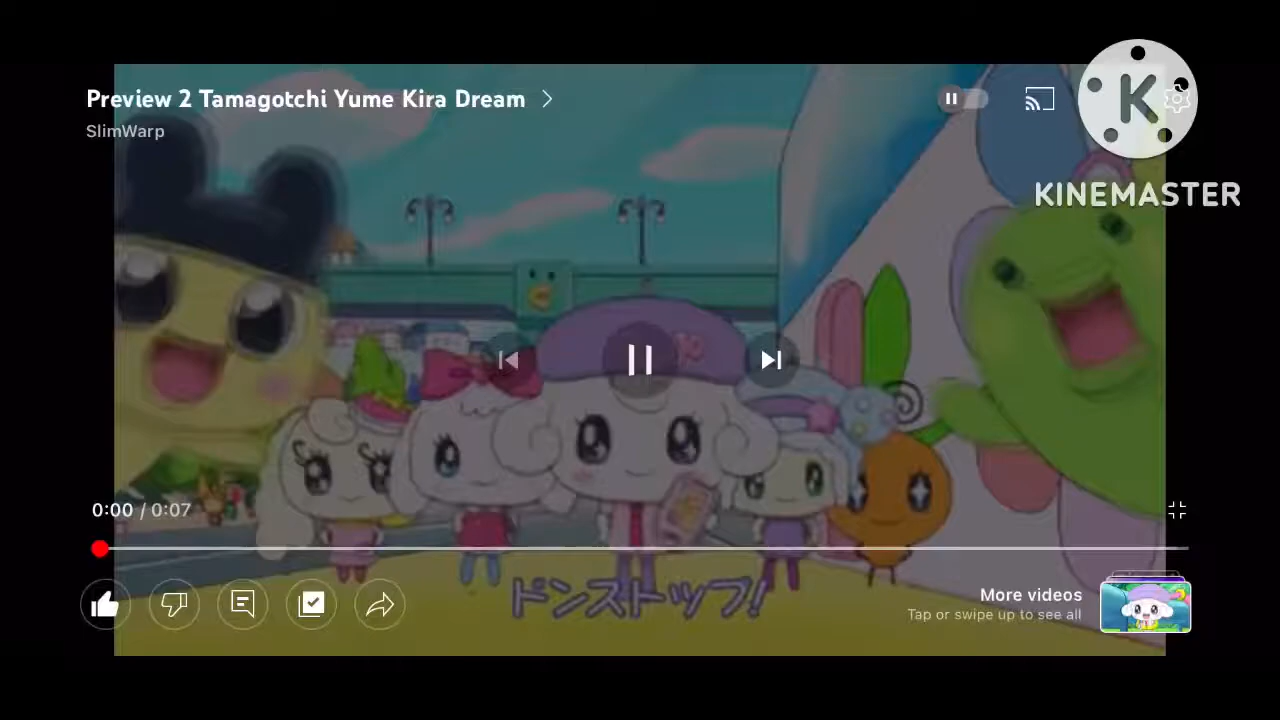 Preview 2 Tamagotchi Yume Kira Dream
SlimWarp
K
KINEMASTER
0:00 / 0:07
ドンストップ!
More videos
Tap or swipe up to see all